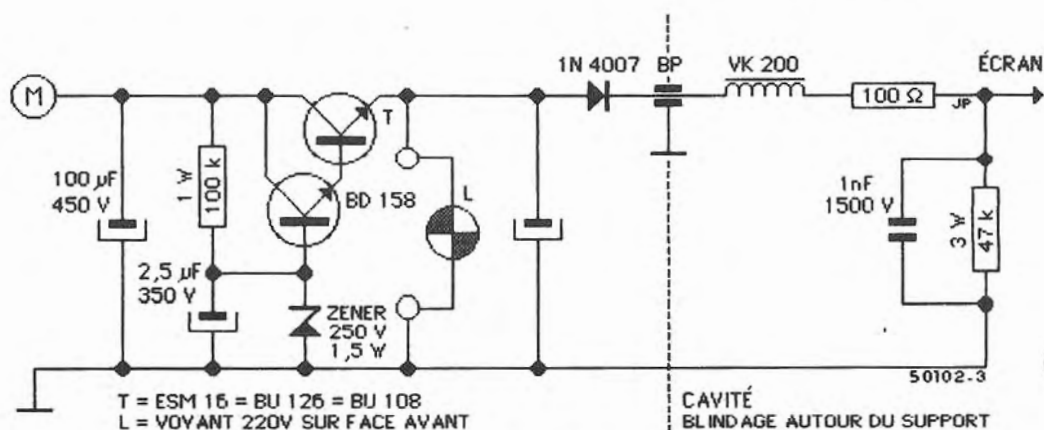 1N 4007
BP
VK 200
ÉCRAN
M
T
100 Ω
JP
100 µF
450 V
1 W
100 k
BD 158
L
1nF
1500 V
3 W
47 k
2,5 µF
350 V
ZENER
250 V
1,5 W
50102-3
T = ESM 16 = BU 126 = BU 108
L = VOYANT 220V SUR FACE AVANT
CAVITÉ
BLINDAGE AUTOUR DU SUPPORT